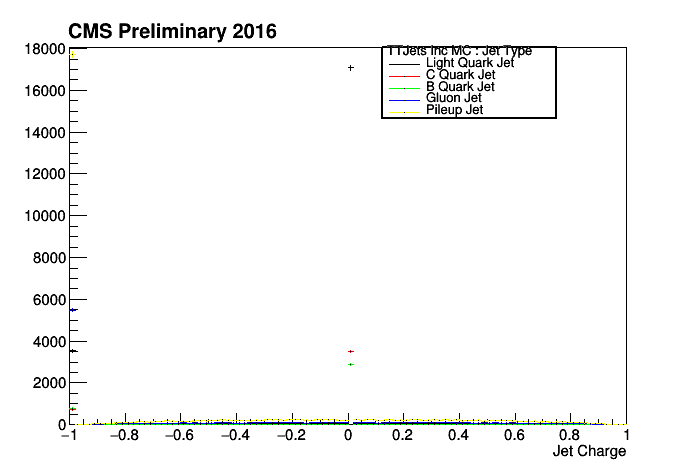 CMS Preliminary 2016
TTJets Inc MC : Jet Type
Light Quark Jet
C Quark Jet
B Quark Jet
Gluon Jet
Pileup Jet
18000
16000
14000
12000
10000
8000
6000
4000
2000
0
−1 −0.8 −0.6 −0.4 −0.2 0 0.2 0.4 0.6 0.8 1
Jet Charge